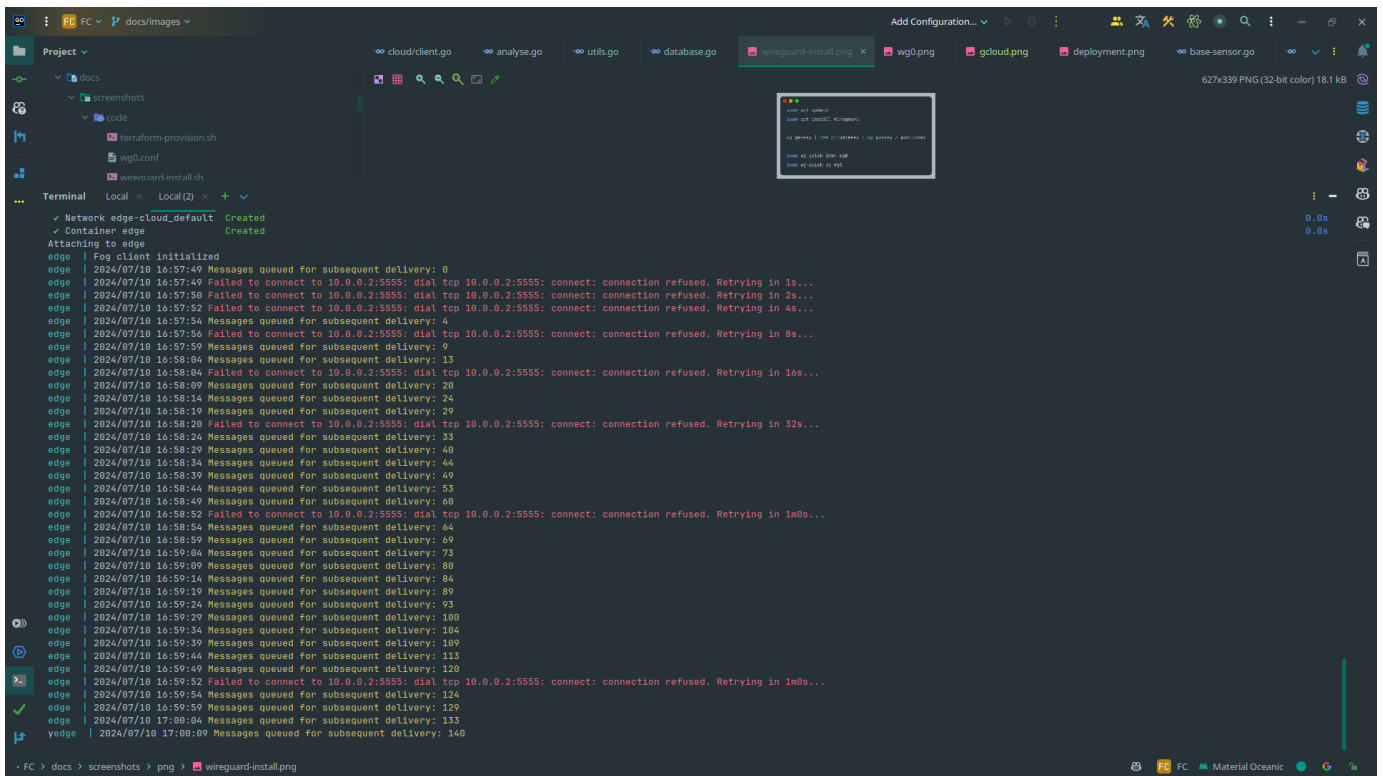 GO FC FC docs/images Add Configuration...
Project cloud/client.go analyse.go utils.go database.go wireguard-install.png wg0.png gcloud.png deployment.png base-sensor.go
docs 627x339 PNG (32-bit color) 18.1 kB
screenshots
code
terraform-provision.sh
wg0.conf
wireguard-install.sh
sudo apt update
sudo apt install wireguard
wg genkey | tee privatekey | wg pubkey > publickey
sudo wg-quick down wg0
sudo wg-quick up wg0
Terminal Local Local (2)
✔ Network edge-cloud_default Created 0.0s
✔ Container edge Created 0.0s
Attaching to edge
edge | Fog client initialized
edge | 2024/07/10 16:57:49 Messages queued for subsequent delivery: 0
edge | 2024/07/10 16:57:49 Failed to connect to 10.0.0.2:5555: dial tcp 10.0.0.2:5555: connect: connection refused. Retrying in 1s...
edge | 2024/07/10 16:57:50 Failed to connect to 10.0.0.2:5555: dial tcp 10.0.0.2:5555: connect: connection refused. Retrying in 2s...
edge | 2024/07/10 16:57:52 Failed to connect to 10.0.0.2:5555: dial tcp 10.0.0.2:5555: connect: connection refused. Retrying in 4s...
edge | 2024/07/10 16:57:54 Messages queued for subsequent delivery: 4
edge | 2024/07/10 16:57:56 Failed to connect to 10.0.0.2:5555: dial tcp 10.0.0.2:5555: connect: connection refused. Retrying in 8s...
edge | 2024/07/10 16:57:59 Messages queued for subsequent delivery: 9
edge | 2024/07/10 16:58:04 Messages queued for subsequent delivery: 13
edge | 2024/07/10 16:58:04 Failed to connect to 10.0.0.2:5555: dial tcp 10.0.0.2:5555: connect: connection refused. Retrying in 16s...
edge | 2024/07/10 16:58:09 Messages queued for subsequent delivery: 20
edge | 2024/07/10 16:58:14 Messages queued for subsequent delivery: 24
edge | 2024/07/10 16:58:19 Messages queued for subsequent delivery: 29
edge | 2024/07/10 16:58:20 Failed to connect to 10.0.0.2:5555: dial tcp 10.0.0.2:5555: connect: connection refused. Retrying in 32s...
edge | 2024/07/10 16:58:24 Messages queued for subsequent delivery: 33
edge | 2024/07/10 16:58:29 Messages queued for subsequent delivery: 40
edge | 2024/07/10 16:58:34 Messages queued for subsequent delivery: 44
edge | 2024/07/10 16:58:39 Messages queued for subsequent delivery: 49
edge | 2024/07/10 16:58:44 Messages queued for subsequent delivery: 53
edge | 2024/07/10 16:58:49 Messages queued for subsequent delivery: 60
edge | 2024/07/10 16:58:52 Failed to connect to 10.0.0.2:5555: dial tcp 10.0.0.2:5555: connect: connection refused. Retrying in 1m0s...
edge | 2024/07/10 16:58:54 Messages queued for subsequent delivery: 64
edge | 2024/07/10 16:58:59 Messages queued for subsequent delivery: 69
edge | 2024/07/10 16:59:04 Messages queued for subsequent delivery: 73
edge | 2024/07/10 16:59:09 Messages queued for subsequent delivery: 80
edge | 2024/07/10 16:59:14 Messages queued for subsequent delivery: 84
edge | 2024/07/10 16:59:19 Messages queued for subsequent delivery: 89
edge | 2024/07/10 16:59:24 Messages queued for subsequent delivery: 93
edge | 2024/07/10 16:59:29 Messages queued for subsequent delivery: 100
edge | 2024/07/10 16:59:34 Messages queued for subsequent delivery: 104
edge | 2024/07/10 16:59:39 Messages queued for subsequent delivery: 109
edge | 2024/07/10 16:59:44 Messages queued for subsequent delivery: 113
edge | 2024/07/10 16:59:49 Messages queued for subsequent delivery: 120
edge | 2024/07/10 16:59:52 Failed to connect to 10.0.0.2:5555: dial tcp 10.0.0.2:5555: connect: connection refused. Retrying in 1m0s...
edge | 2024/07/10 16:59:54 Messages queued for subsequent delivery: 124
edge | 2024/07/10 16:59:59 Messages queued for subsequent delivery: 129
edge | 2024/07/10 17:00:04 Messages queued for subsequent delivery: 133
yedge | 2024/07/10 17:00:09 Messages queued for subsequent delivery: 140
FC > docs > screenshots > png > wireguard-install.png FC FC Material Oceanic